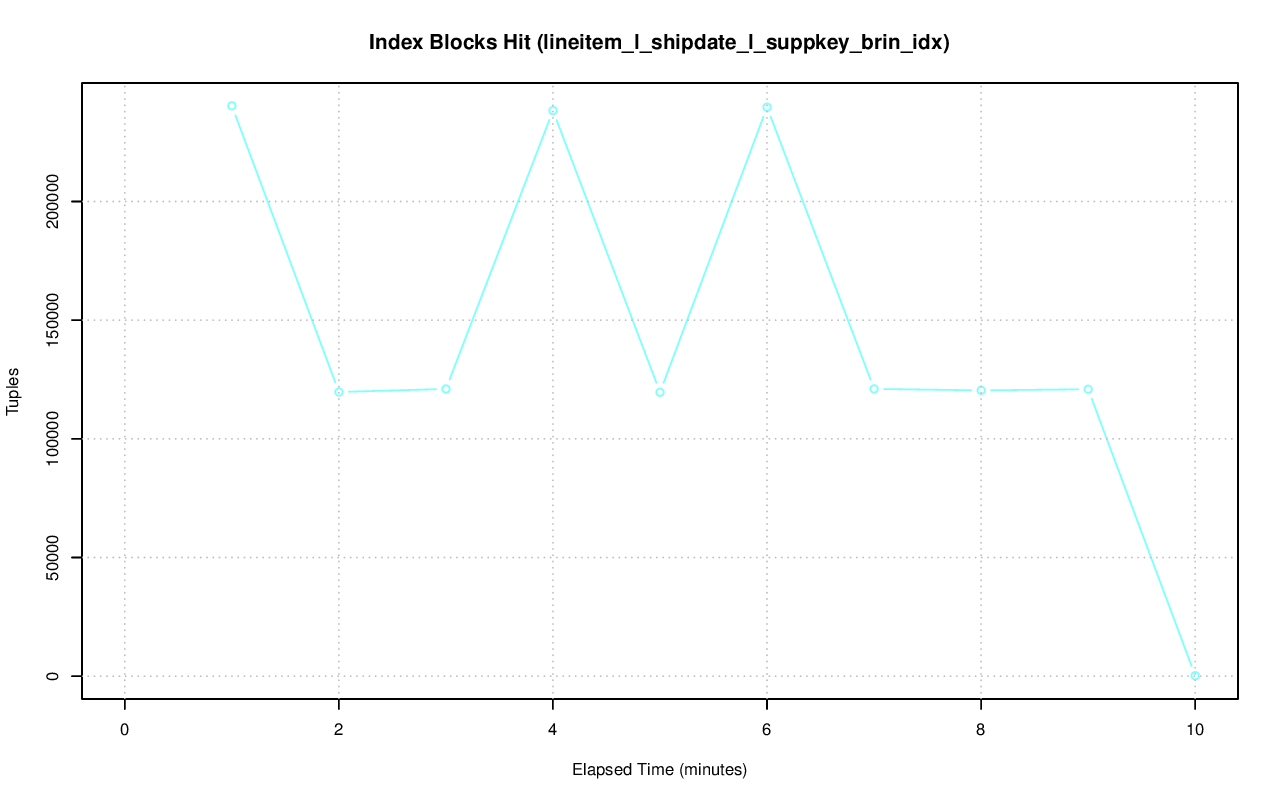 Index Blocks Hit (lineitem_l_shipdate_l_suppkey_brin_idx)
Tuples
200000
150000
100000
50000
0
0 2 4 6 8 10
Elapsed Time (minutes)